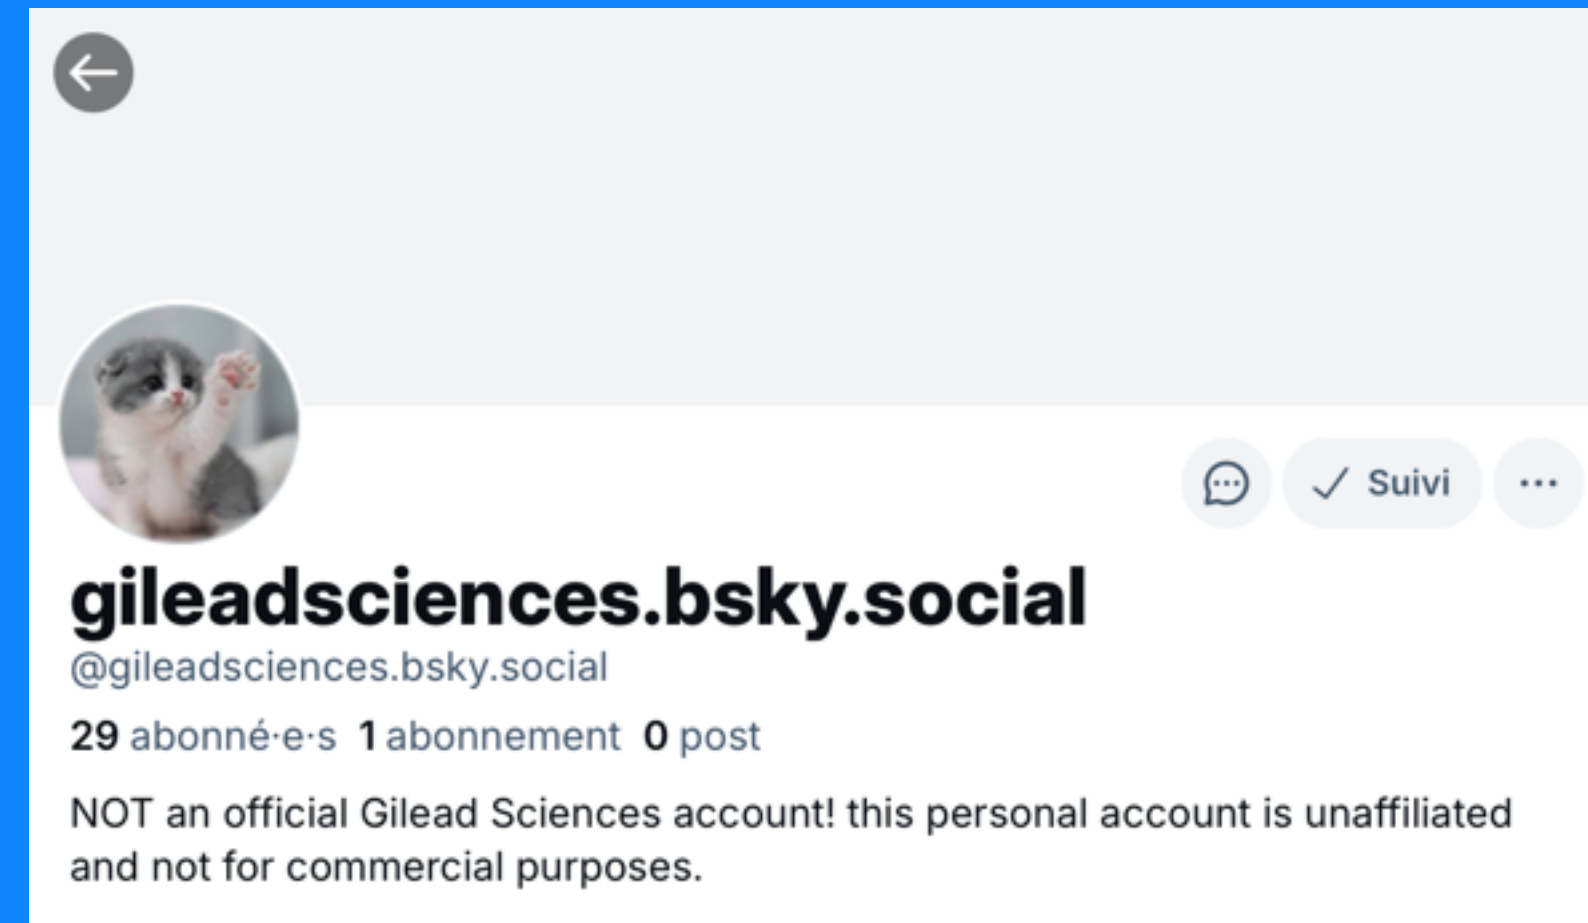 Suivi
gileadsciences.bsky.social
@gileadsciences.bsky.social
29 abonné·e·s 1 abonnement 0 post
NOT an official Gilead Sciences account! this personal account is unaffiliated
and not for commercial purposes.